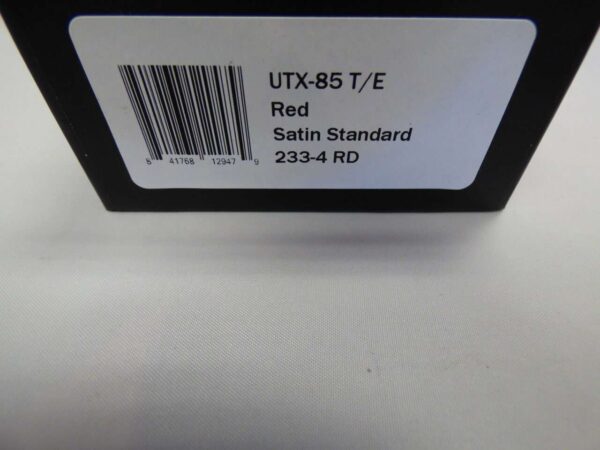 UTX-85 T/E
Red
Satin Standard
233-4 RD
8 41768 12947 9